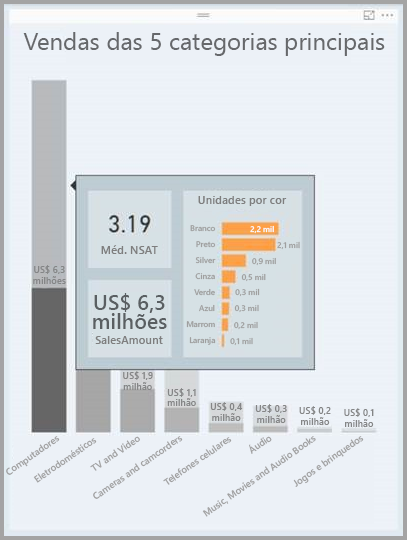 Vendas das 5 categorias principais
US$ 6,3
milhões
3.19
Méd. NSAT
US$ 6,3
milhões
SalesAmount
Unidades por cor
Branco 2,2 mil
Preto 2,1 mil
Silver 0,9 mil
Cinza 0,5 mil
Verde 0,3 mil
Azul 0,3 mil
Marrom 0,2 mil
Laranja 0,1 mil
US$ 1,9
milhão
US$ 1,1
milhão
US$ 0,4
milhão
US$ 0,3
milhão
US$ 0,2
milhão
US$ 0,1
milhão
Computadores
Eletrodomésticos
TV and Video
Cameras and camcorders
Telefones celulares
Áudio
Music, Movies and Audio Books
Jogos e brinquedos